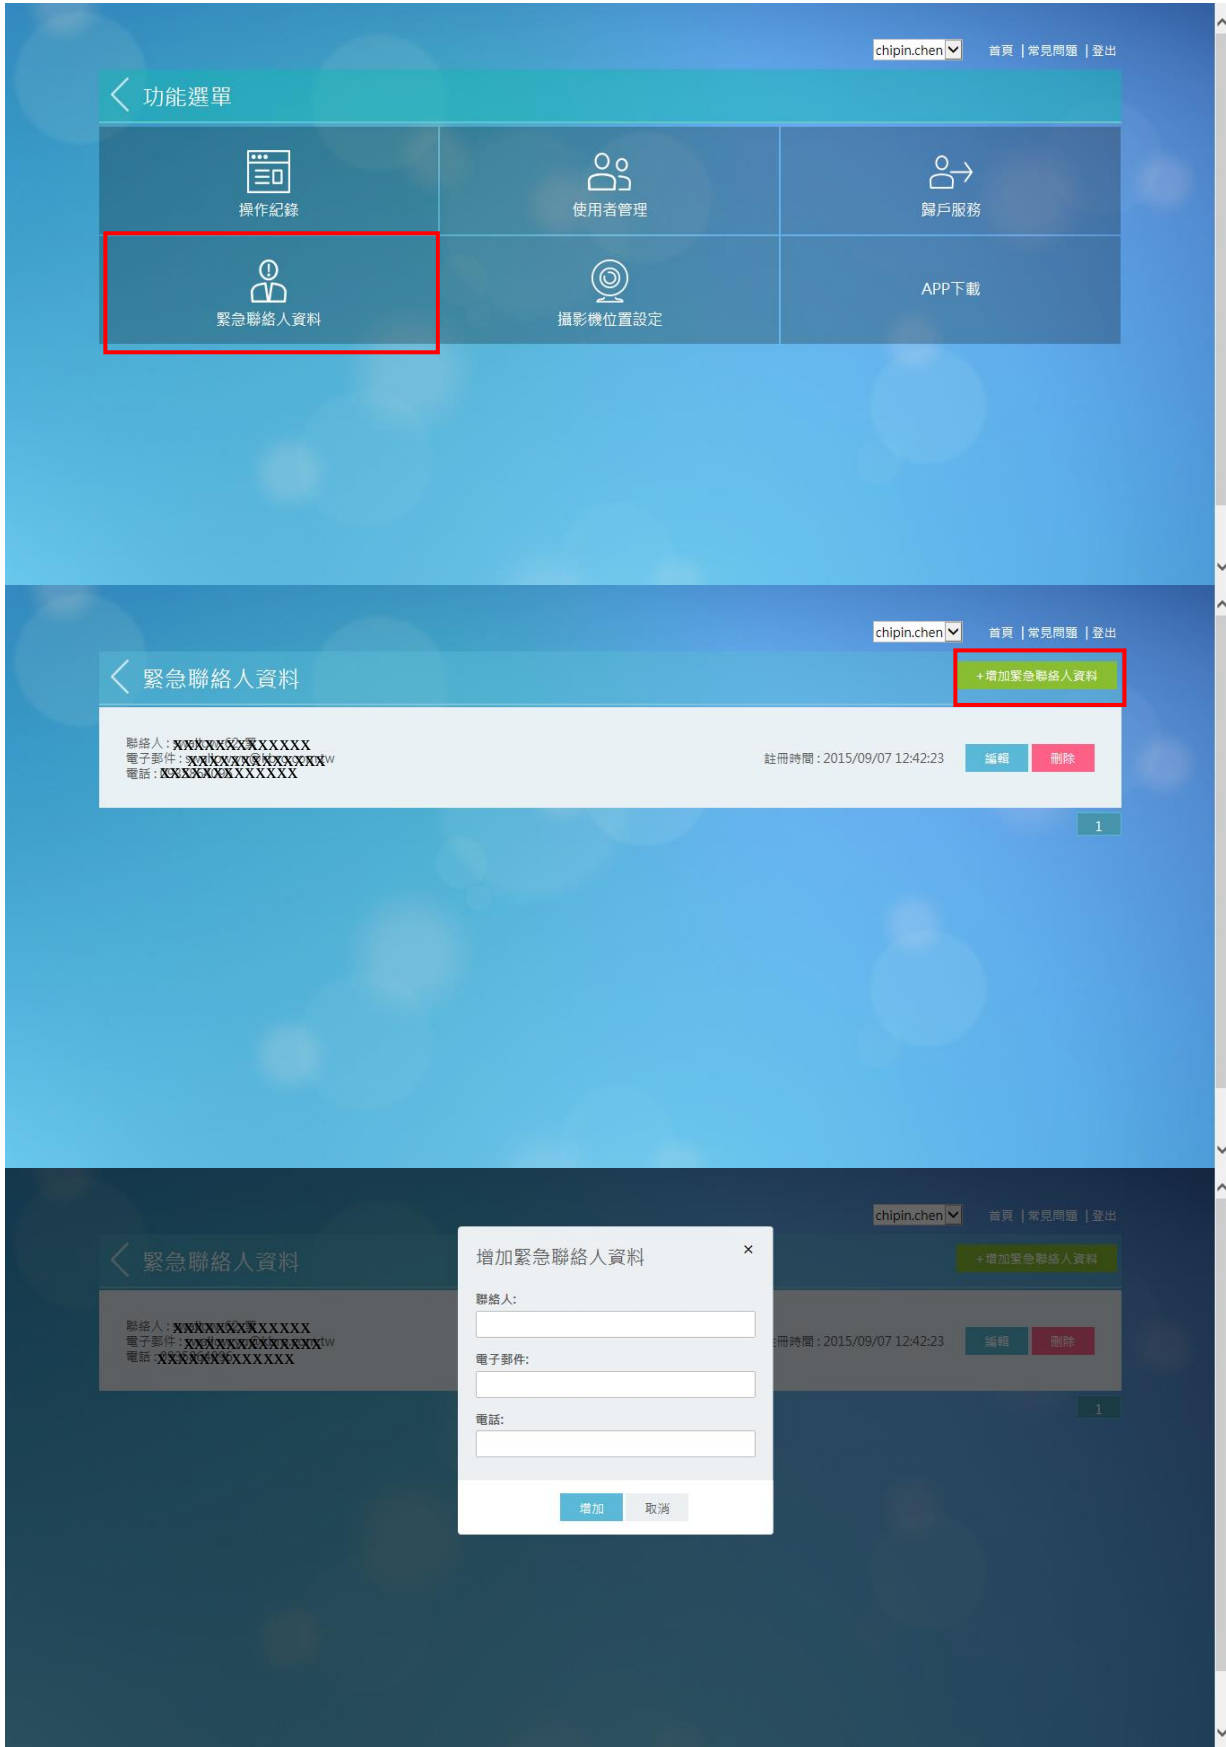 chipin.chen 首頁 | 常見問題 | 登出
功能選單
操作紀錄 使用者管理 歸戶服務
緊急聯絡人資料 攝影機位置設定 APP下載
chipin.chen 首頁 | 常見問題 | 登出
緊急聯絡人資料 +增加緊急聯絡人資料
聯絡人 : XXXXXXXXXXXXX
電子郵件 : XXXXXXXXXXXXXw
電話 : XXXXXXXXXXXXX
註冊時間 : 2015/09/07 12:42:23 編輯 刪除
1
chipin.chen 首頁 | 常見問題 | 登出
緊急聯絡人資料 +增加緊急聯絡人資料
聯絡人 : XXXXXXXXXXXXX
電子郵件 : XXXXXXXXXXXXXtw
電話 : XXXXXXXXXXXXX
冊時間 : 2015/09/07 12:42:23 編輯 刪除
1
增加緊急聯絡人資料 ×
聯絡人:
電子郵件:
電話:
增加 取消